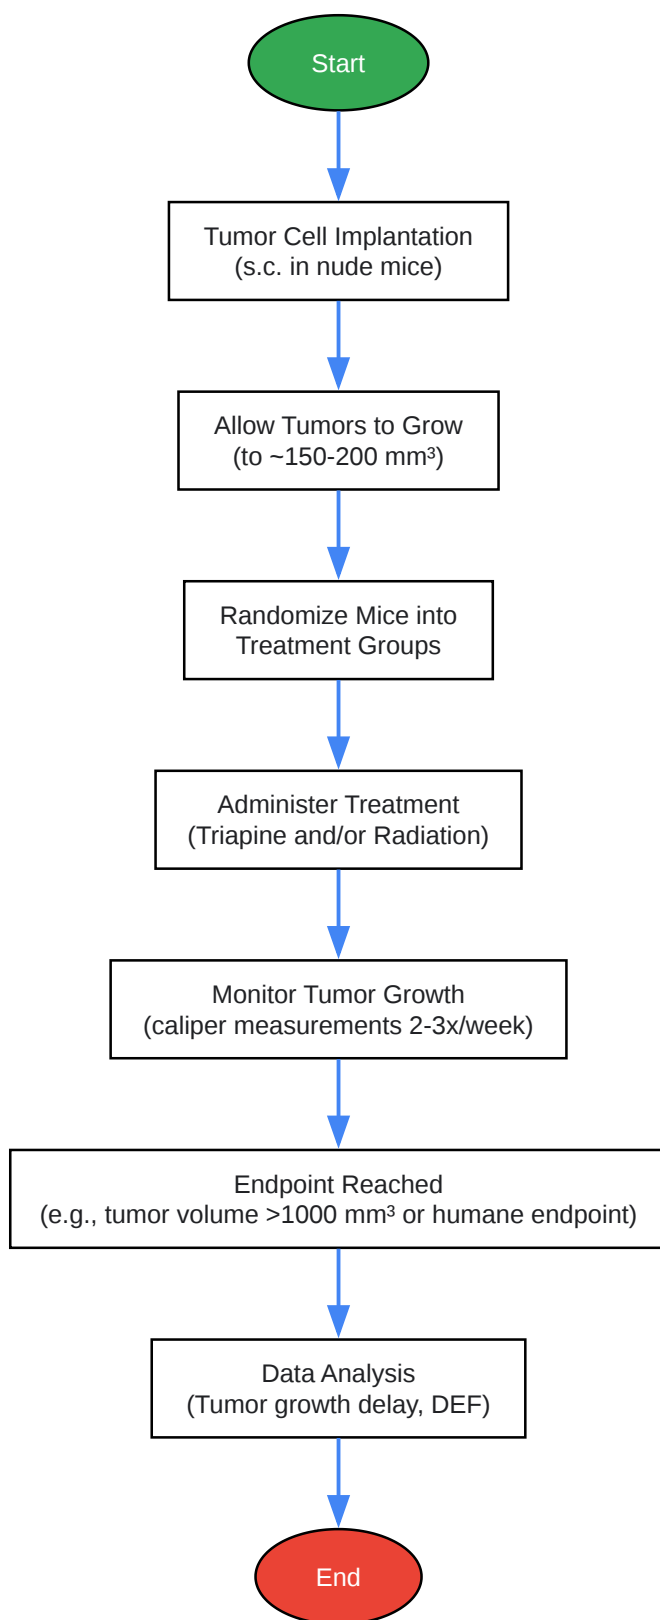 Start
Tumor Cell Implantation
(s.c. in nude mice)
Allow Tumors to Grow
(to ~150-200 mm³)
Randomize Mice into
Treatment Groups
Administer Treatment
(Triapine and/or Radiation)
Monitor Tumor Growth
(caliper measurements 2-3x/week)
Endpoint Reached
(e.g., tumor volume >1000 mm³ or humane endpoint)
Data Analysis
(Tumor growth delay, DEF)
End